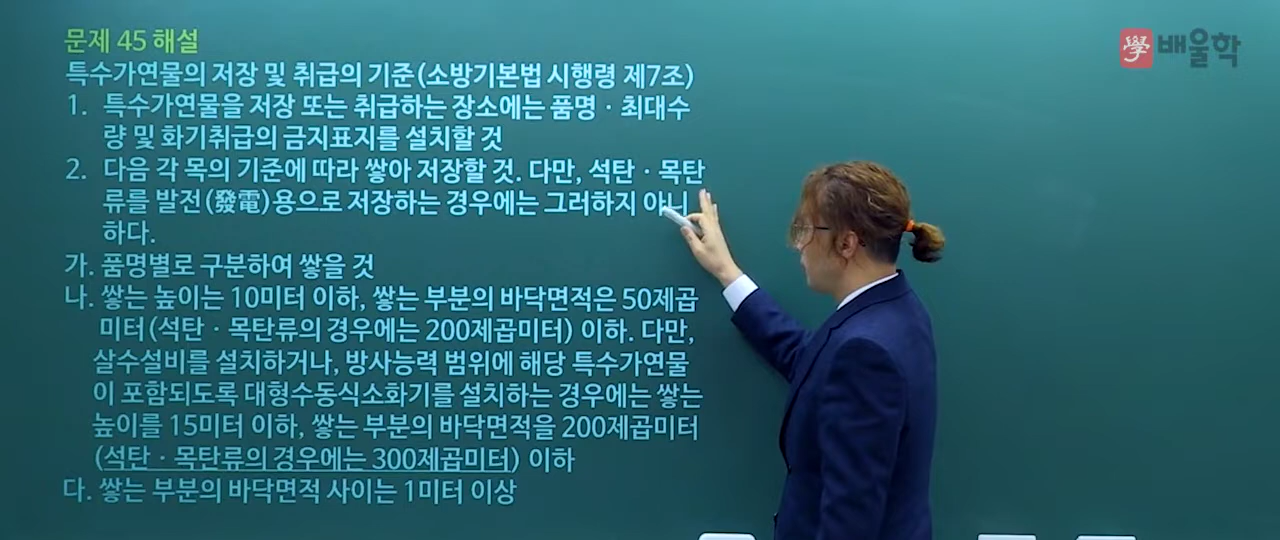 문제 45 해설
學 배울학
특수가연물의 저장 및 취급의 기준(소방기본법 시행령 제7조)
1. 특수가연물을 저장 또는 취급하는 장소에는 품명 · 최대수
량 및 화기취급의 금지표지를 설치할 것
2. 다음 각 목의 기준에 따라 쌓아 저장할 것. 다만, 석탄 · 목탄
류를 발전(發電)용으로 저장하는 경우에는 그러하지 아니
하다.
가. 품명별로 구분하여 쌓을 것
나. 쌓는 높이는 10미터 이하, 쌓는 부분의 바닥면적은 50제곱
미터(석탄 · 목탄류의 경우에는 200제곱미터) 이하. 다만,
살수설비를 설치하거나, 방사능력 범위에 해당 특수가연물
이 포함되도록 대형수동식소화기를 설치하는 경우에는 쌓는
높이를 15미터 이하, 쌓는 부분의 바닥면적을 200제곱미터
(석탄 · 목탄류의 경우에는 300제곱미터) 이하
다. 쌓는 부분의 바닥면적 사이는 1미터 이상